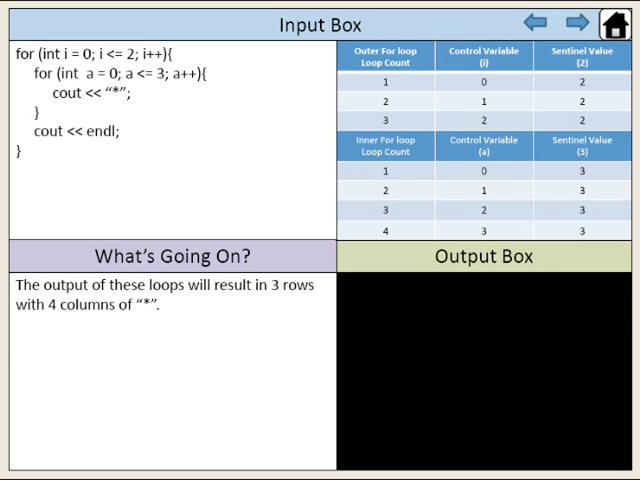 Input Box
for (int i = 0; i <= 2; i++){
for (int  a = 0; a <= 3; a++){
cout << “*”;
}
cout << endl;
}
Outer For loop Loop Count	Control Variable (i)	Sentinel Value (2)
1	0	2
2	1	2
3	2	2
Inner For loop Loop Count	Control Variable (a)	Sentinel Value (3)
1	0	3
2	1	3
3	2	3
4	3	3
What’s Going On?
The output of these loops will result in 3 rows
with 4 columns of “*”.
Output Box